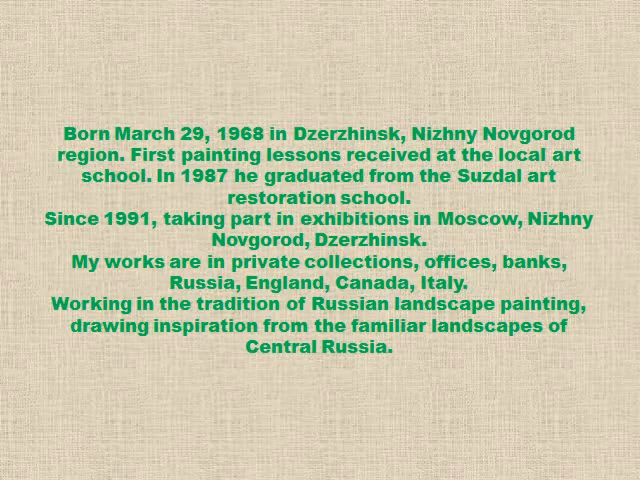 Born March 29, 1968 in Dzerzhinsk, Nizhny Novgorod
region. First painting lessons received at the local art
school. In 1987 he graduated from the Suzdal art
restoration school.
Since 1991, taking part in exhibitions in Moscow, Nizhny
Novgorod, Dzerzhinsk.
My works are in private collections, offices, banks,
Russia, England, Canada, Italy.
Working in the tradition of Russian landscape painting,
drawing inspiration from the familiar landscapes of
Central Russia.